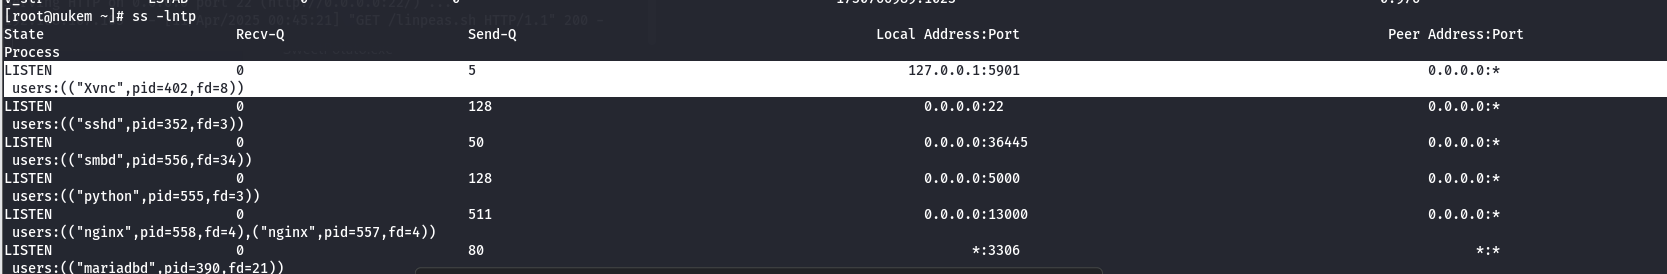 [root@nukem ~]# ss -lntp
State Recv-Q Send-Q Local Address:Port Peer Address:Port
Process
LISTEN 0 5 127.0.0.1:5901 0.0.0.0:*
users:(("Xvnc",pid=402,fd=8))
LISTEN 0 128 0.0.0.0:22 0.0.0.0:*
users:(("sshd",pid=352,fd=3))
LISTEN 0 50 0.0.0.0:36445 0.0.0.0:*
users:(("smbd",pid=556,fd=34))
LISTEN 0 128 0.0.0.0:5000 0.0.0.0:*
users:(("python",pid=555,fd=3))
LISTEN 0 511 0.0.0.0:13000 0.0.0.0:*
users:(("nginx",pid=558,fd=4),("nginx",pid=557,fd=4))
LISTEN 0 80 *:3306 *:*
users:(("mariadbd",pid=390,fd=21))